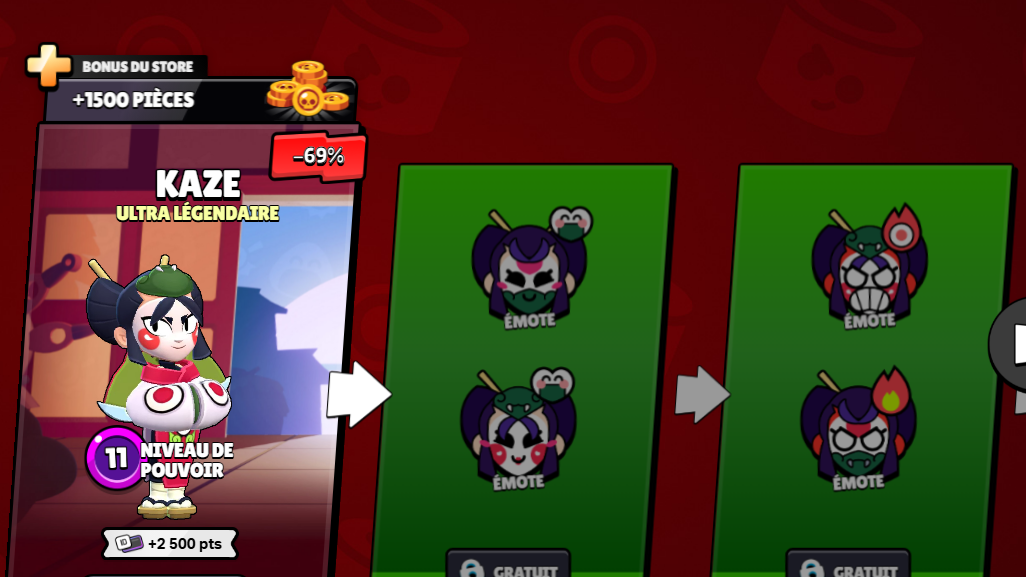 BONUS DU STORE
+1500 PIÈCES
-69%
KAZE
ULTRA LÉGENDAIRE
11
NIVEAU DE
POUVOIR
ID
+2 500 pts
ÉMOTE
ÉMOTE
GRATUIT
ÉMOTE
ÉMOTE
GRATUIT